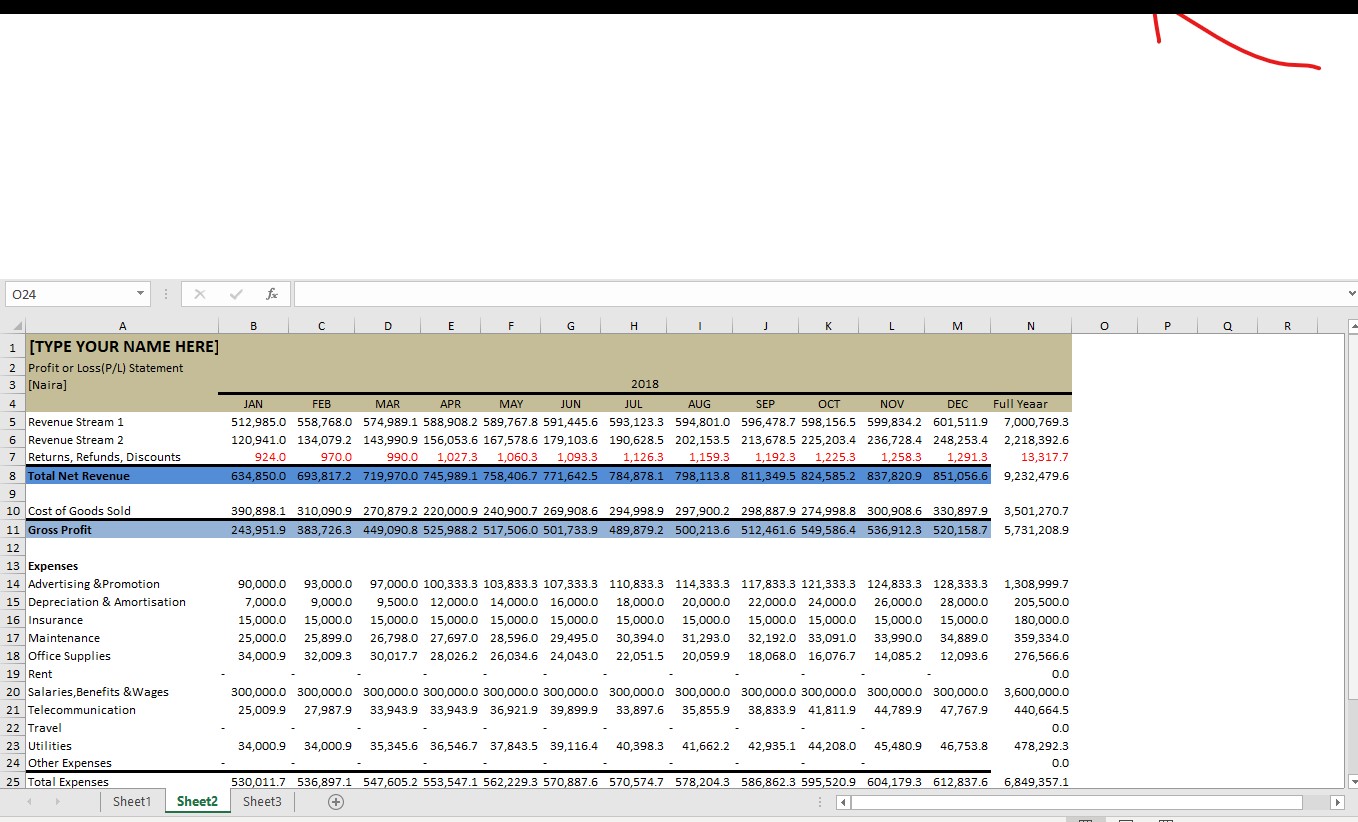 O24 fx
A B C D E F G H I J K L M N O P Q R
1 [TYPE YOUR NAME HERE]
2 Profit or Loss(P/L) Statement
3 [Naira] 2018
4 JAN FEB MAR APR MAY JUN JUL AUG SEP OCT NOV DEC Full Yeaar
5 Revenue Stream 1 512,985.0 558,768.0 574,989.1 588,908.2 589,767.8 591,445.6 593,123.3 594,801.0 596,478.7 598,156.5 599,834.2 601,511.9 7,000,769.3
6 Revenue Stream 2 120,941.0 134,079.2 143,990.9 156,053.6 167,578.6 179,103.6 190,628.5 202,153.5 213,678.5 225,203.4 236,728.4 248,253.4 2,218,392.6
7 Returns, Refunds, Discounts 924.0 970.0 990.0 1,027.3 1,060.3 1,093.3 1,126.3 1,159.3 1,192.3 1,225.3 1,258.3 1,291.3 13,317.7
8 Total Net Revenue 634,850.0 693,817.2 719,970.0 745,989.1 758,406.7 771,642.5 784,878.1 798,113.8 811,349.5 824,585.2 837,820.9 851,056.6 9,232,479.6
9
10 Cost of Goods Sold 390,898.1 310,090.9 270,879.2 220,000.9 240,900.7 269,908.6 294,998.9 297,900.2 298,887.9 274,998.8 300,908.6 330,897.9 3,501,270.7
11 Gross Profit 243,951.9 383,726.3 449,090.8 525,988.2 517,506.0 501,733.9 489,879.2 500,213.6 512,461.6 549,586.4 536,912.3 520,158.7 5,731,208.9
12
13 Expenses
14 Advertising &Promotion 90,000.0 93,000.0 97,000.0 100,333.3 103,833.3 107,333.3 110,833.3 114,333.3 117,833.3 121,333.3 124,833.3 128,333.3 1,308,999.7
15 Depreciation & Amortisation 7,000.0 9,000.0 9,500.0 12,000.0 14,000.0 16,000.0 18,000.0 20,000.0 22,000.0 24,000.0 26,000.0 28,000.0 205,500.0
16 Insurance 15,000.0 15,000.0 15,000.0 15,000.0 15,000.0 15,000.0 15,000.0 15,000.0 15,000.0 15,000.0 15,000.0 15,000.0 180,000.0
17 Maintenance 25,000.0 25,899.0 26,798.0 27,697.0 28,596.0 29,495.0 30,394.0 31,293.0 32,192.0 33,091.0 33,990.0 34,889.0 359,334.0
18 Office Supplies 34,000.9 32,009.3 30,017.7 28,026.2 26,034.6 24,043.0 22,051.5 20,059.9 18,068.0 16,076.7 14,085.2 12,093.6 276,566.6
19 Rent - - - - - - - - - - - - 0.0
20 Salaries,Benefits &Wages 300,000.0 300,000.0 300,000.0 300,000.0 300,000.0 300,000.0 300,000.0 300,000.0 300,000.0 300,000.0 300,000.0 300,000.0 3,600,000.0
21 Telecommunication 25,009.9 27,987.9 33,943.9 33,943.9 36,921.9 39,899.9 33,897.6 35,855.9 38,833.9 41,811.9 44,789.9 47,767.9 440,664.5
22 Travel - - - - - - - - - - - 0.0
23 Utilities 34,000.9 34,000.9 35,345.6 36,546.7 37,843.5 39,116.4 40,398.3 41,662.2 42,935.1 44,208.0 45,480.9 46,753.8 478,292.3
24 Other Expenses - - - - - - - - - - - 0.0
25 Total Expenses 530,011.7 536,897.1 547,605.2 553,547.1 562,229.3 570,887.6 570,574.7 578,204.3 586,862.3 595,520.9 604,179.3 612,837.6 6,849,357.1
Sheet1 Sheet2 Sheet3